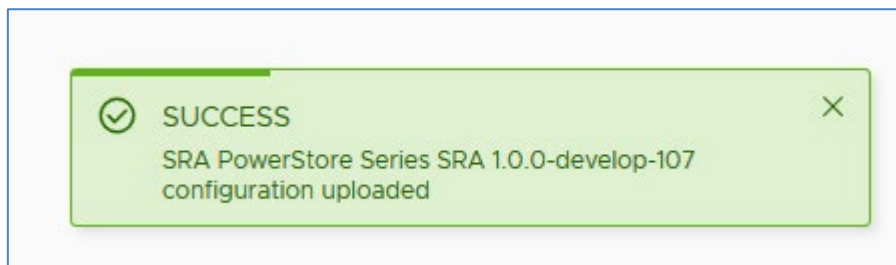 SUCCESS
SRA PowerStore Series SRA 1.0.0-develop-107
configuration uploaded